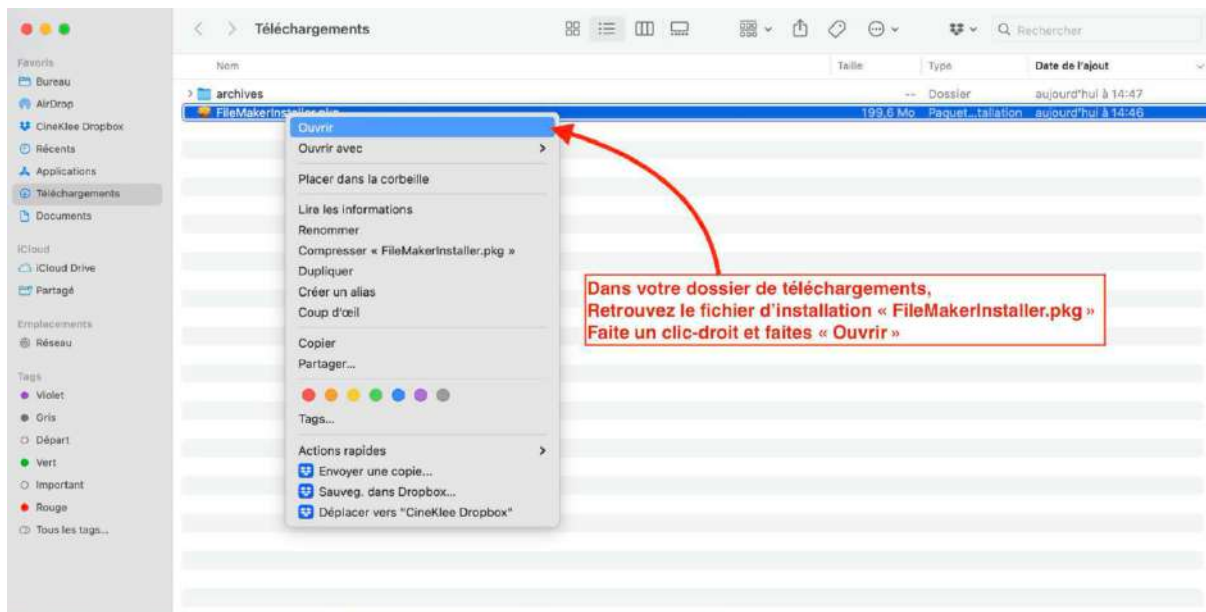 Téléchargements
Rechercher
Favoris
Bureau
AirDrop
CineKlee Dropbox
Récents
Applications
Téléchargements
Documents
iCloud
iCloud Drive
Partagé
Emplacements
Réseau
Tags
Violet
Gris
Départ
Vert
Important
Rouge
Tous les tags...
Nom Taille Type Date de l'ajout
archives -- Dossier aujourd'hui à 14:47
FileMakerInstaller.pkg 199,6 Mo Paquet...tallation aujourd'hui à 14:46
Ouvrir
Ouvrir avec
Placer dans la corbeille
Lire les informations
Renommer
Compresser « FileMakerInstaller.pkg »
Dupliquer
Créer un alias
Coup d'œil
Copier
Partager...
Tags...
Actions rapides
Envoyer une copie...
Sauveg. dans Dropbox...
Déplacer vers "CineKlee Dropbox"
Dans votre dossier de téléchargements,
Retrouvez le fichier d'installation « FileMakerInstaller.pkg »
Faite un clic-droit et faites « Ouvrir »